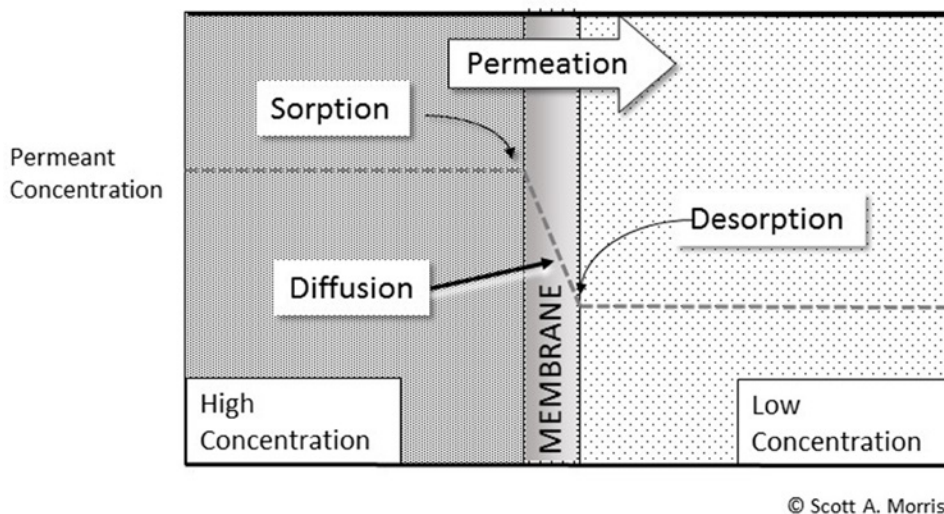 Permeation
Sorption
Permeant
Concentration
Desorption
Diffusion
MEMBRANE
High
Concentration
Low
Concentration
© Scott A. Morris